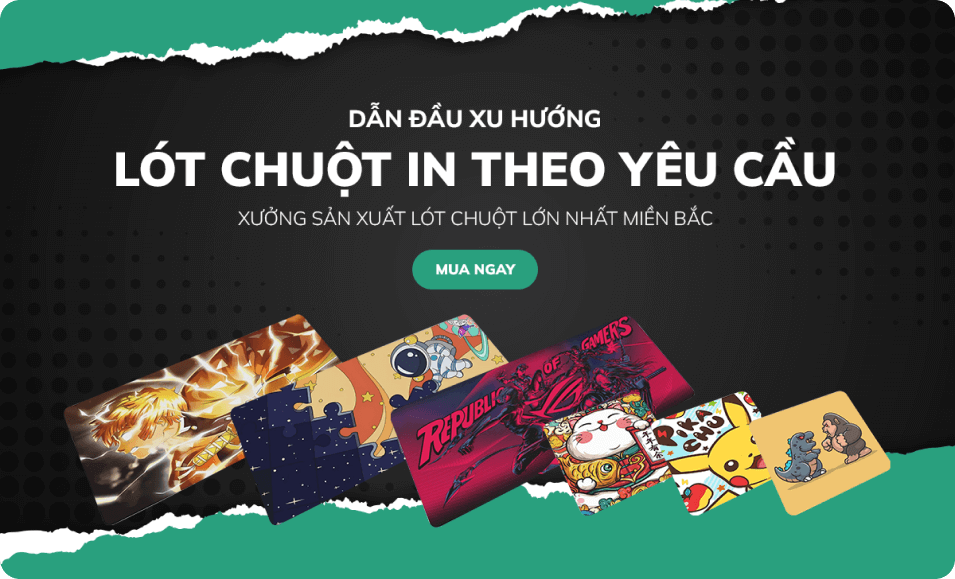 DẪN ĐẦU XU HƯỚNG
LÓT CHUỘT IN THEO YÊU CẦU
XƯỞNG SẢN XUẤT LÓT CHUỘT LỚN NHẤT MIỀN BẮC
MUA NGAY
REPUBLIC OF GAMERS
PIKACHU